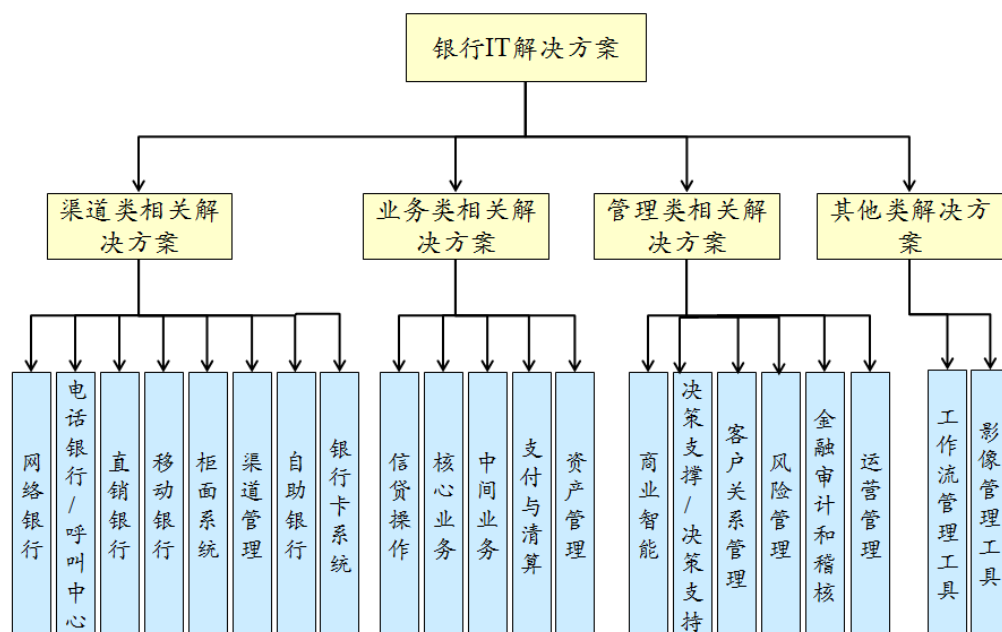 银行IT解决方案
渠道类相关解
决方案
业务类相关解
决方案
管理类相关解
决方案
其他类解决方
案
网络银行
电话银行/呼叫中心
直销银行
移动银行
柜面系统
渠道管理
自助银行
银行卡系统
信贷操作
核心业务
中间业务
支付与清算
资产管理
商业智能
决策支撑/决策支持
客户关系管理
风险管理
金融审计和稽核
运营管理
工作流管理工具
影像管理工具